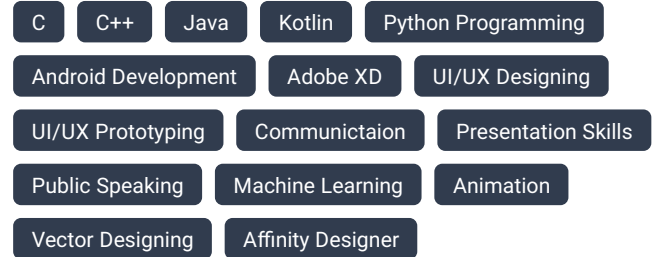 C C++ Java Kotlin Python Programming
Android Development Adobe XD UI/UX Designing
UI/UX Prototyping Communictaion Presentation Skills
Public Speaking Machine Learning Animation
Vector Designing Affinity Designer